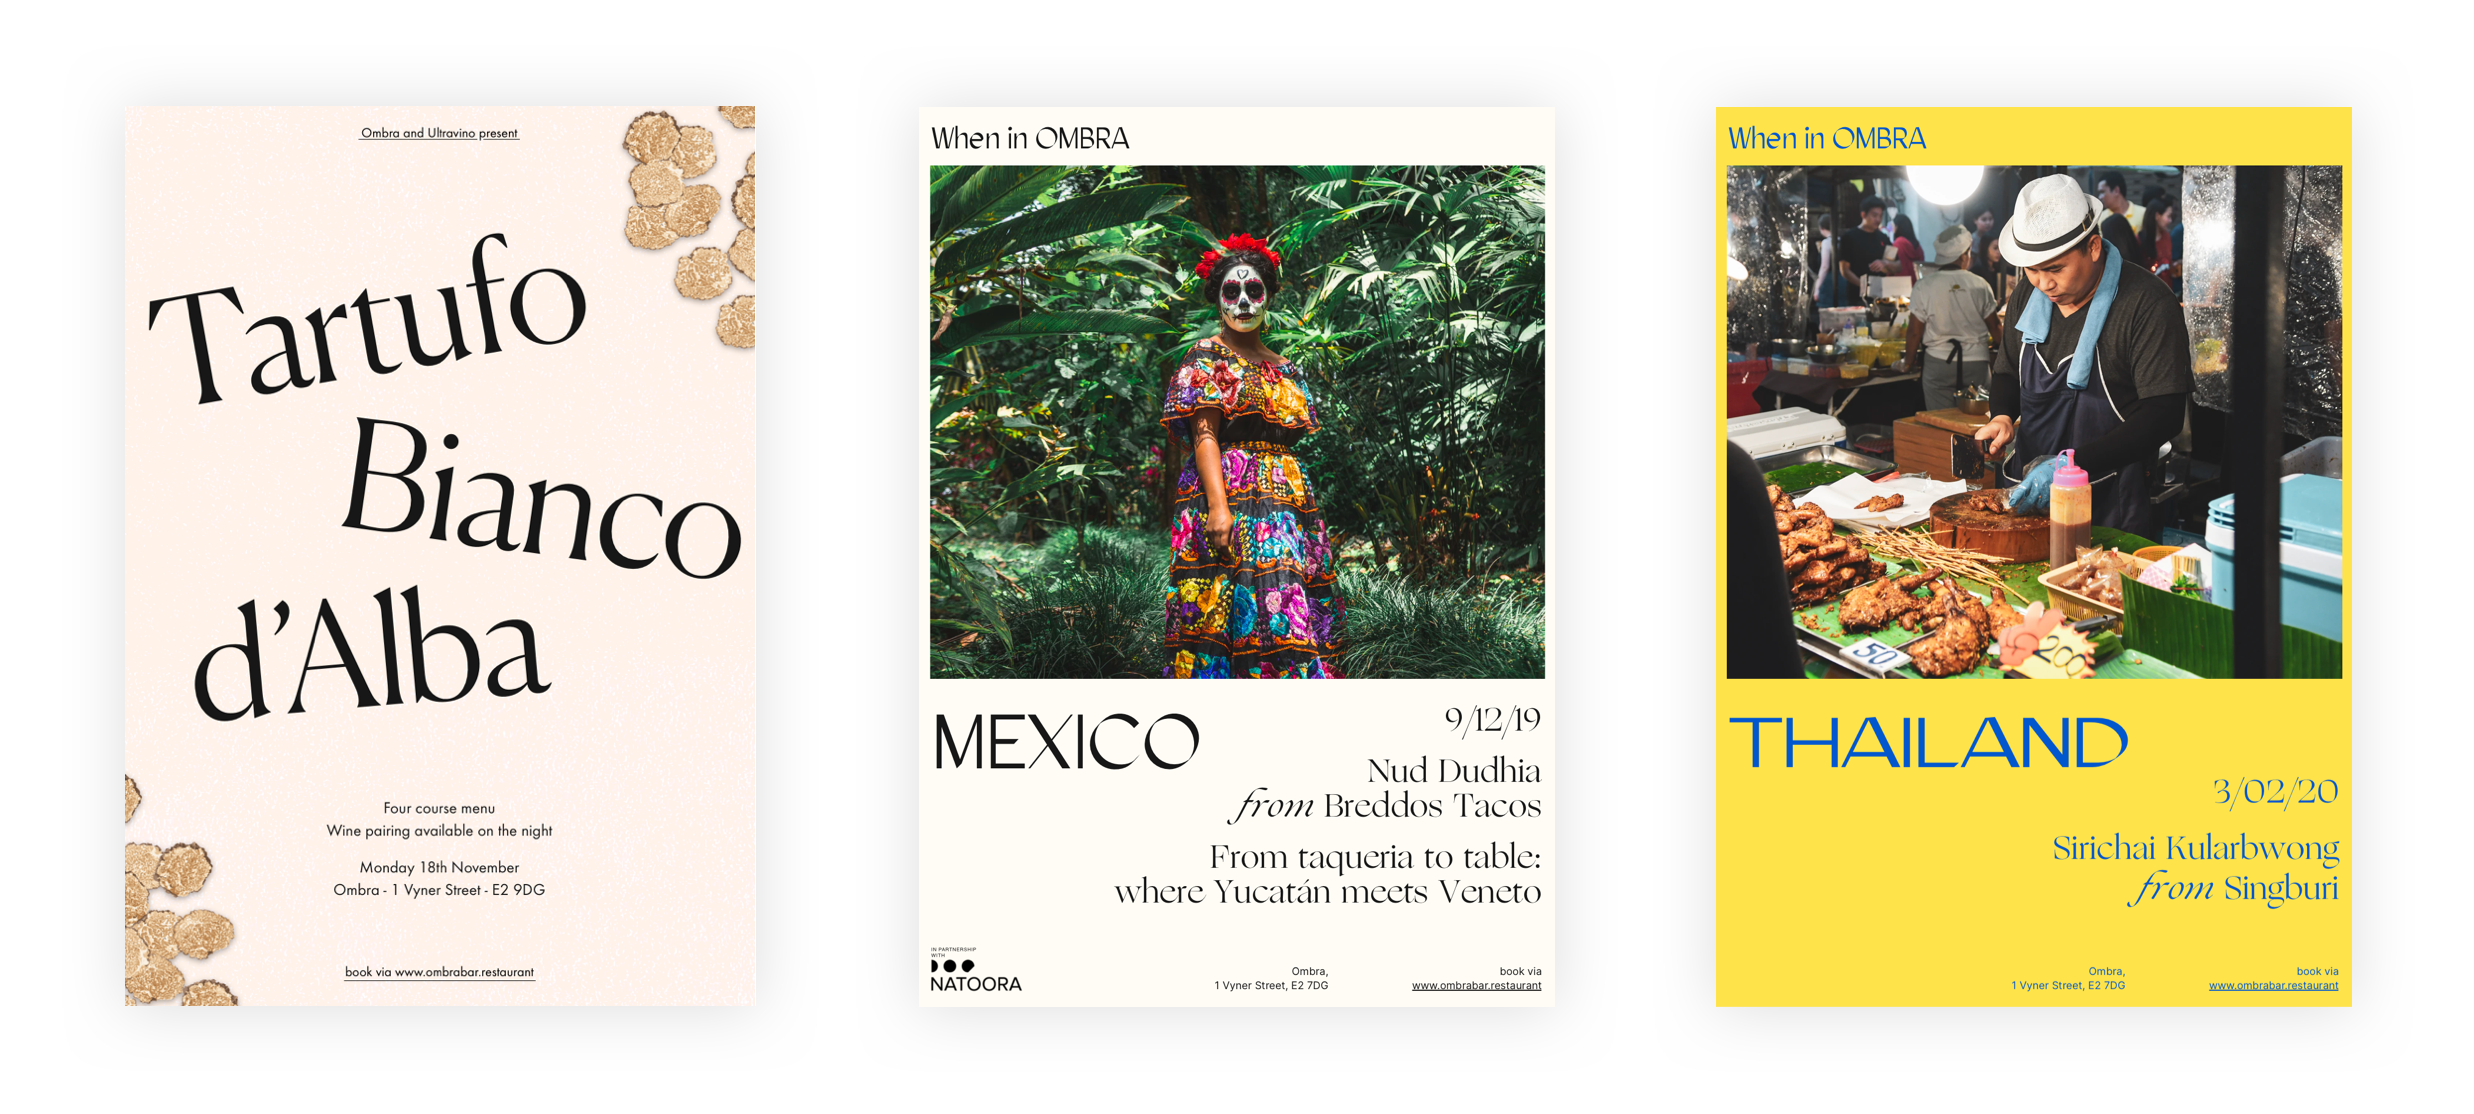 Ombra and Ultravino present
Tartufo
Bianco
d'Alba
Four course menu
Wine pairing available on the night
Monday 18th November
Ombra - 1 Vyner Street - E2 9DG
book via www.ombrabar.restaurant
When in OMBRA
MEXICO
9/12/19
Nud Dudhia
from Breddos Tacos
From taqueria to table:
where Yucatán meets Veneto
IN PARTNERSHIP
WITH
NATOORA
Ombra,
1 Vyner Street, E2 7DG
book via
www.ombrabar.restaurant
When in OMBRA
50
200
THAILAND
3/02/20
Sirichai Kularbwong
from Singburi
Ombra,
1 Vyner Street, E2 7DG
book via
www.ombrabar.restaurant